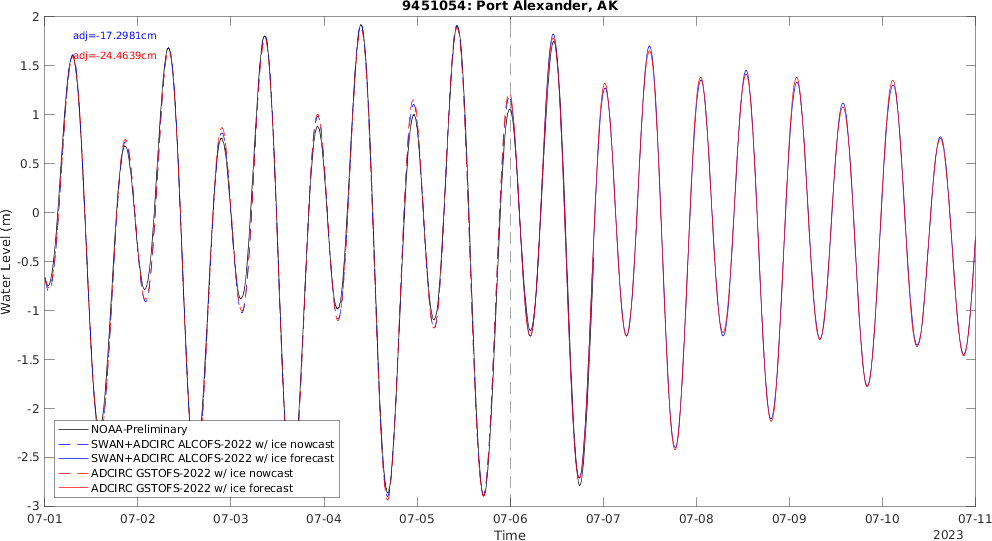 9451054: Port Alexander, AK
adj=-17.2981cm
adj=-24.4639cm
2
1.5
1
0.5
0
-0.5
-1
-1.5
-2
-2.5
-3
Water Level (m)
NOAA-Preliminary
SWAN+ADCIRC ALCOFS-2022 w/ ice nowcast
SWAN+ADCIRC ALCOFS-2022 w/ ice forecast
ADCIRC GSTOFS-2022 w/ ice nowcast
ADCIRC GSTOFS-2022 w/ ice forecast
07-01 07-02 07-03 07-04 07-05 07-06 07-07 07-08 07-09 07-10 07-11
Time
2023